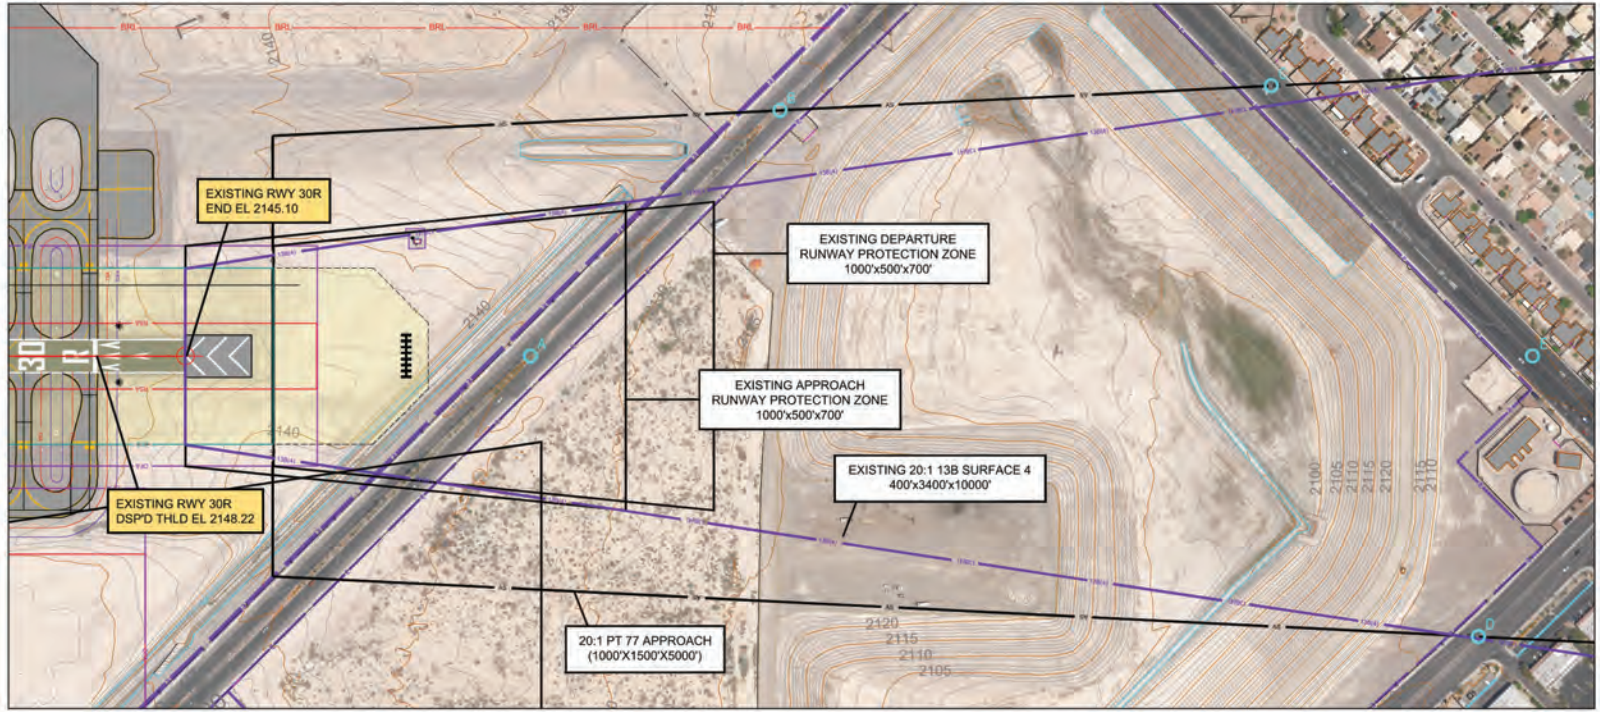 BRL BRL BRL BRL BRL
2140
EXISTING RWY 30R
END EL 2145.10
EXISTING DEPARTURE
RUNWAY PROTECTION ZONE
1000'x500'x700'
2140
30 R
EXISTING APPROACH
RUNWAY PROTECTION ZONE
1000'x500'x700'
2140
EXISTING 20:1 13B SURFACE 4
400'x3400'x10000'
2100
2105
2110
2115
2120
2115
2110
EXISTING RWY 30R
DSP'D THLD EL 2148.22
20:1 PT 77 APPROACH
(1000'X1500'X5000')
2120
2115
2110
2105
D